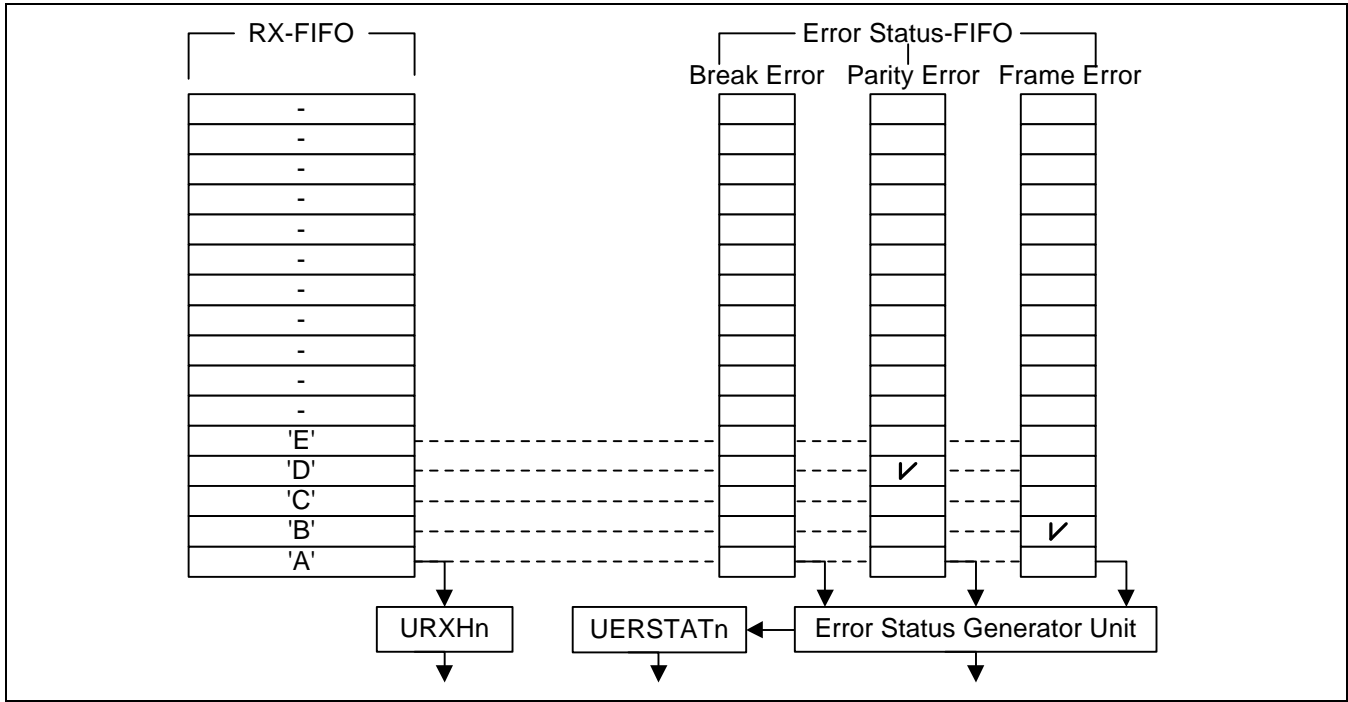 RX-FIFO
Error Status-FIFO
Break Error Parity Error Frame Error
-
-
-
-
-
-
-
-
-
-
-
'E'
'D'
'C'
'B'
'A'
URXHn
UERSTATn
Error Status Generator Unit